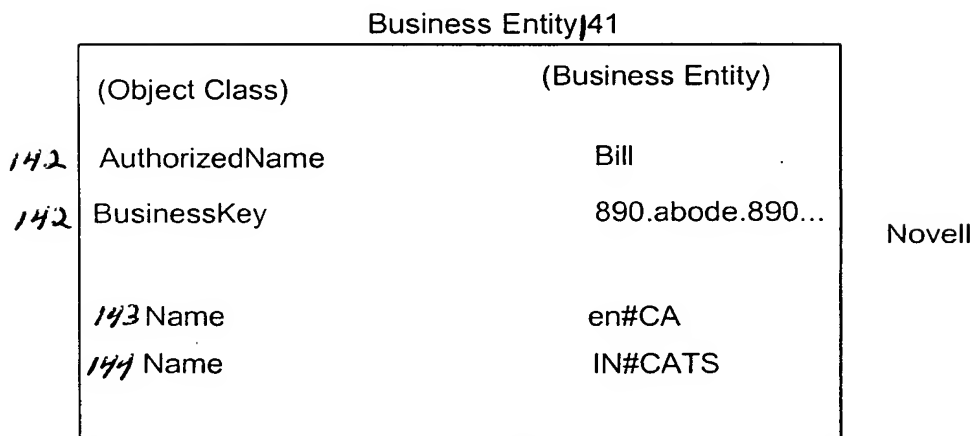 Business Entity 141
(Object Class) (Business Entity)
142 AuthorizedName Bill
142 BusinessKey 890.abode.890...
Novell
143 Name en#CA
144 Name IN#CATS